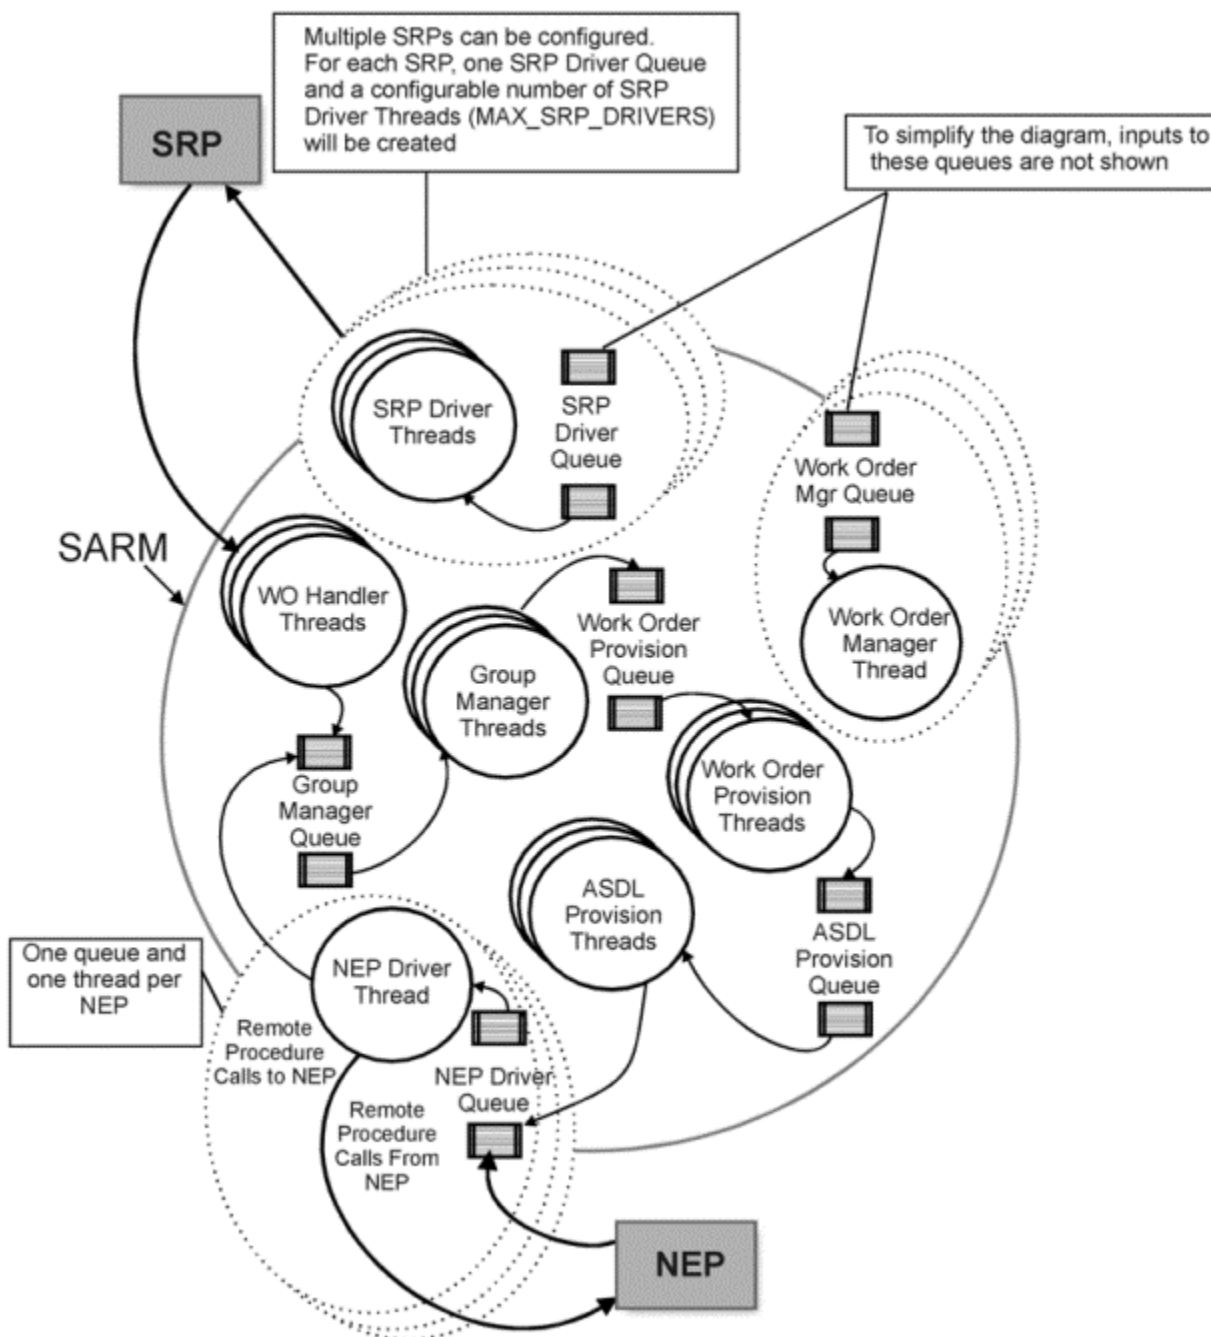 Multiple SRPs can be configured.
For each SRP, one SRP Driver Queue
and a configurable number of SRP
Driver Threads (MAX_SRP_DRIVERS)
will be created
SRP
To simplify the diagram, inputs to
these queues are not shown
SRP Driver
Threads
SRP
Driver
Queue
Work Order
Mgr Queue
SARM
WO Handler
Threads
Work Order
Provision
Queue
Work Order
Manager
Thread
Group
Manager
Threads
Group
Manager
Queue
Work Order
Provision
Threads
ASDL
Provision
Threads
ASDL
Provision
Queue
One queue and
one thread per
NEP
NEP Driver
Thread
Remote
Procedure
Calls to NEP
NEP Driver
Queue
Remote
Procedure
Calls From
NEP
NEP